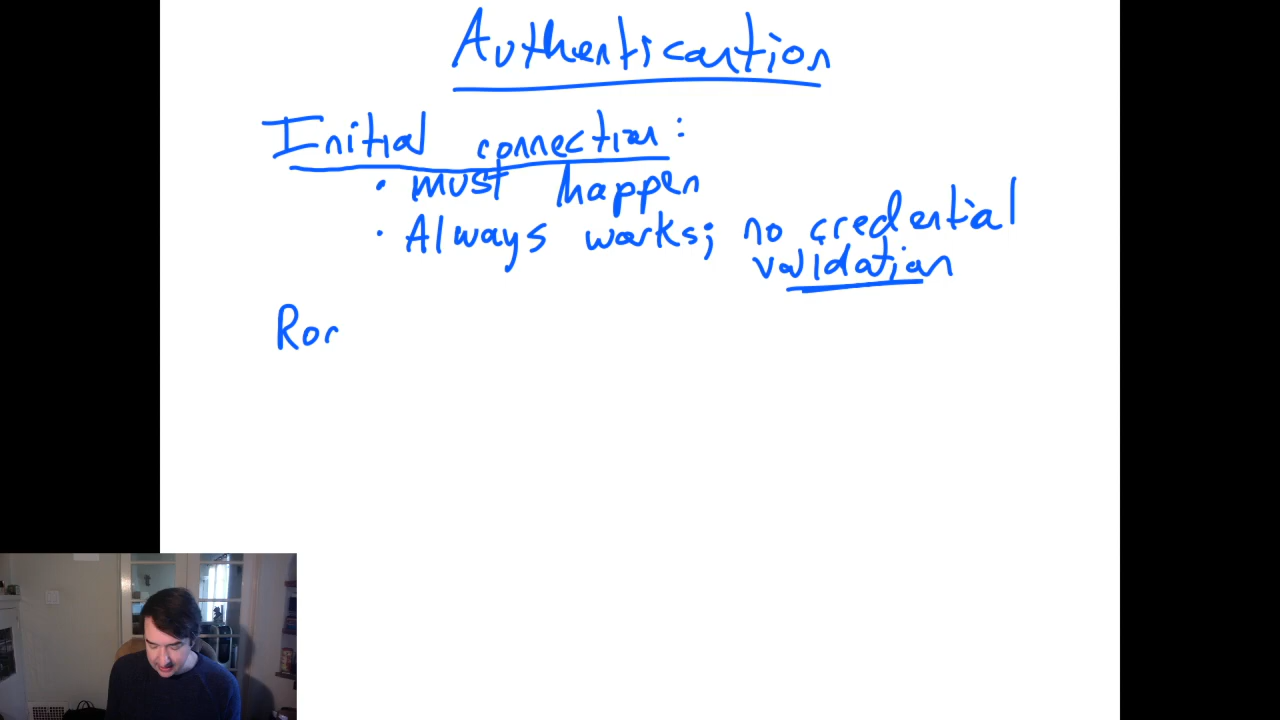 Authentication
Initial connection:
• must happen
• Always works; no credential
validation
Ror